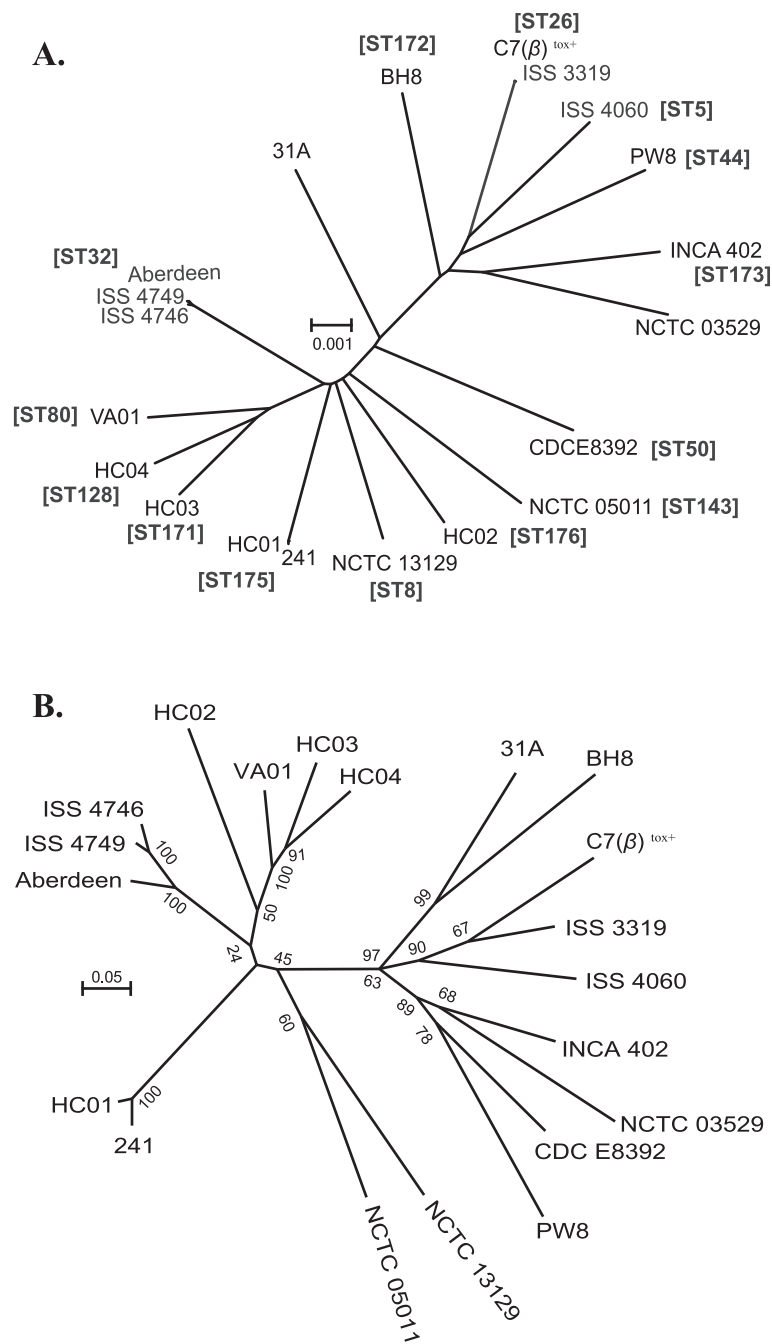 A.
[ST26]
[ST172]
C7(β) tox+
BH8
ISS 3319
ISS 4060 [ST5]
31A
PW8 [ST44]
[ST32]
Aberdeen
INCA 402
[ST173]
ISS 4749
ISS 4746
NCTC 03529
0.001
[ST80] VA01
CDCE8392 [ST50]
HC04
[ST128]
HC03
[ST171]
NCTC 05011 [ST143]
HC01
241
[ST175]
HC02 [ST176]
NCTC 13129
[ST8]
B.
HC02
HC03
31A
VA01
HC04
BH8
ISS 4746
ISS 4749
Aberdeen
C7(β) tox+
100
100
91
100
50
99
67
ISS 3319
24
45
97
90
63
ISS 4060
0.05
68
89
78
60
INCA 402
HC01
100
241
NCTC 03529
CDC E8392
PW8
NCTC 13129
NCTC 05011